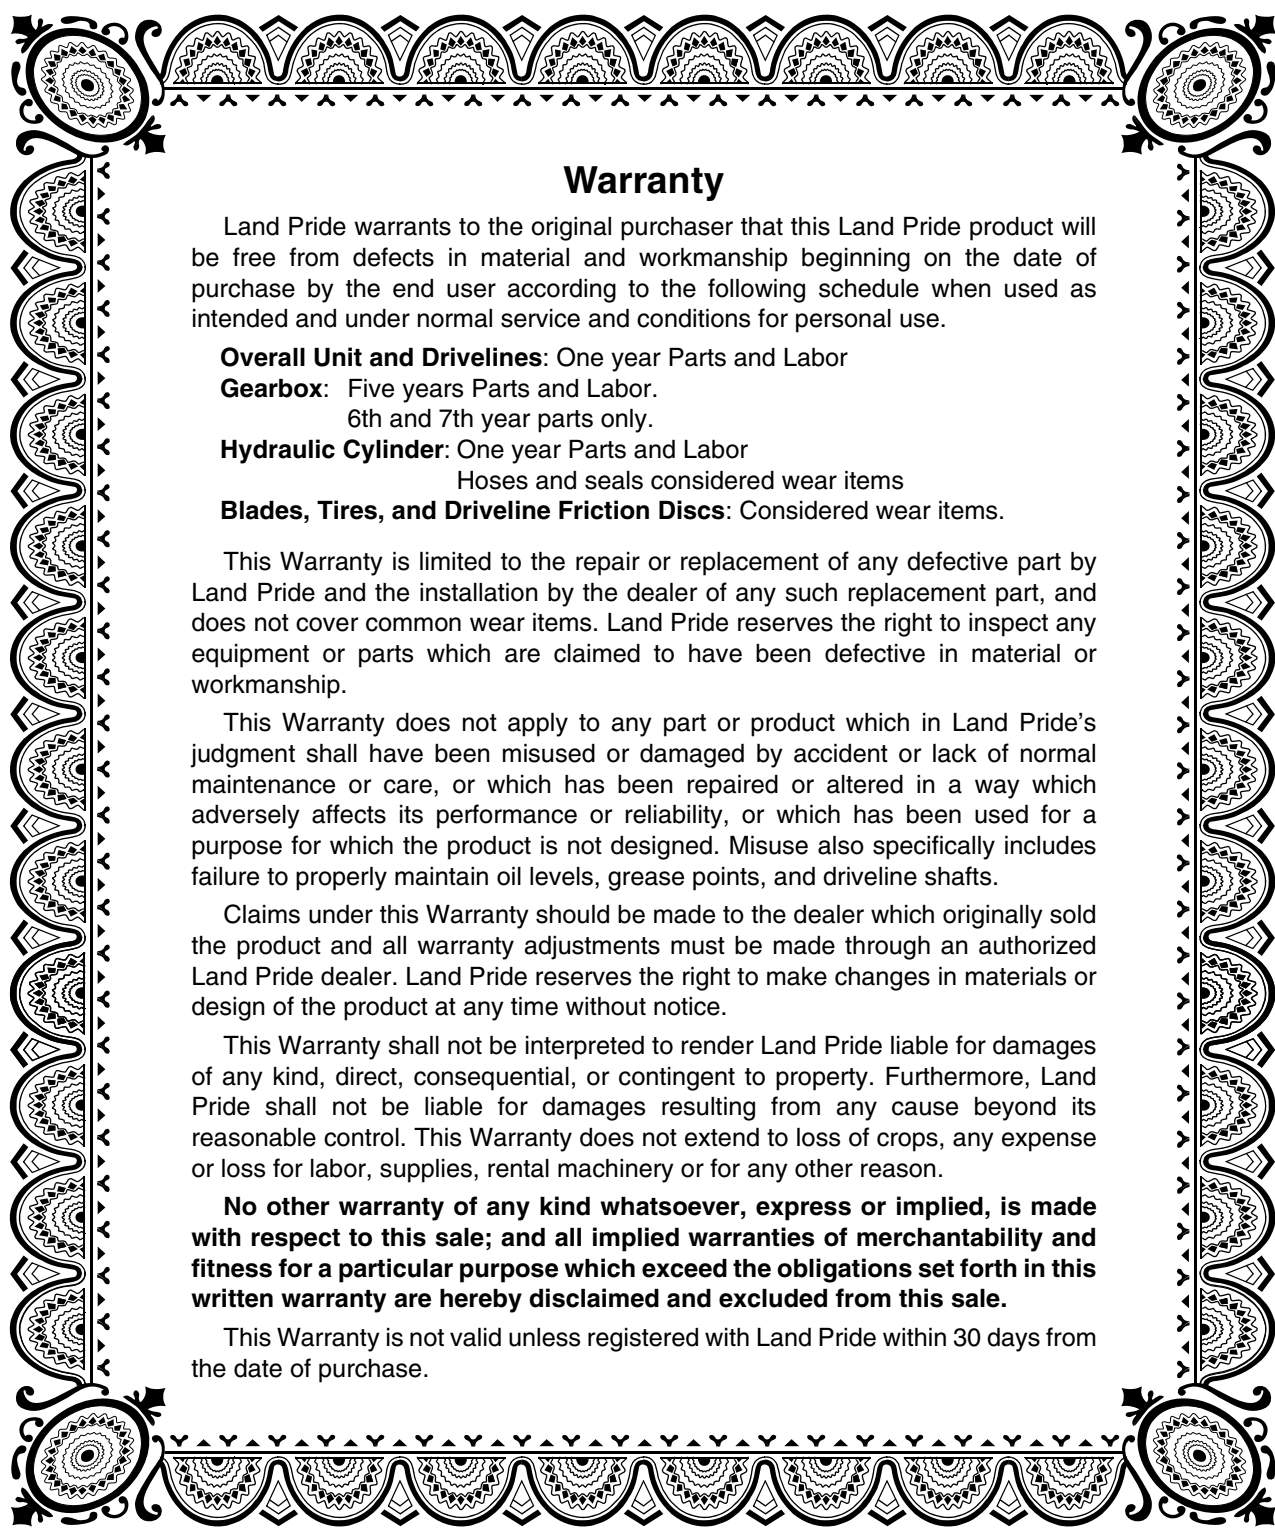 Warranty
Land Pride warrants to the original purchaser that this Land Pride product will
be free from defects in material and workmanship beginning on the date of
purchase by the end user according to the following schedule when used as
intended and under normal service and conditions for personal use.
Overall Unit and Drivelines: One year Parts and Labor
Gearbox: Five years Parts and Labor.
6th and 7th year parts only.
Hydraulic Cylinder: One year Parts and Labor
Hoses and seals considered wear items
Blades, Tires, and Driveline Friction Discs: Considered wear items.
This Warranty is limited to the repair or replacement of any defective part by
Land Pride and the installation by the dealer of any such replacement part, and
does not cover common wear items. Land Pride reserves the right to inspect any
equipment or parts which are claimed to have been defective in material or
workmanship.
This Warranty does not apply to any part or product which in Land Pride’s
judgment shall have been misused or damaged by accident or lack of normal
maintenance or care, or which has been repaired or altered in a way which
adversely affects its performance or reliability, or which has been used for a
purpose for which the product is not designed. Misuse also specifically includes
failure to properly maintain oil levels, grease points, and driveline shafts.
Claims under this Warranty should be made to the dealer which originally sold
the product and all warranty adjustments must be made through an authorized
Land Pride dealer. Land Pride reserves the right to make changes in materials or
design of the product at any time without notice.
This Warranty shall not be interpreted to render Land Pride liable for damages
of any kind, direct, consequential, or contingent to property. Furthermore, Land
Pride shall not be liable for damages resulting from any cause beyond its
reasonable control. This Warranty does not extend to loss of crops, any expense
or loss for labor, supplies, rental machinery or for any other reason.
No other warranty of any kind whatsoever, express or implied, is made
with respect to this sale; and all implied warranties of merchantability and
fitness for a particular purpose which exceed the obligations set forth in this
written warranty are hereby disclaimed and excluded from this sale.
This Warranty is not valid unless registered with Land Pride within 30 days from
the date of purchase.